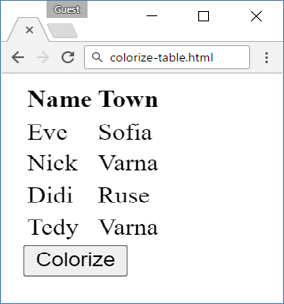 Guest
colorize-table.html
Name Town
Eve Sofia
Nick Varna
Didi Ruse
Tedy Varna
Colorize